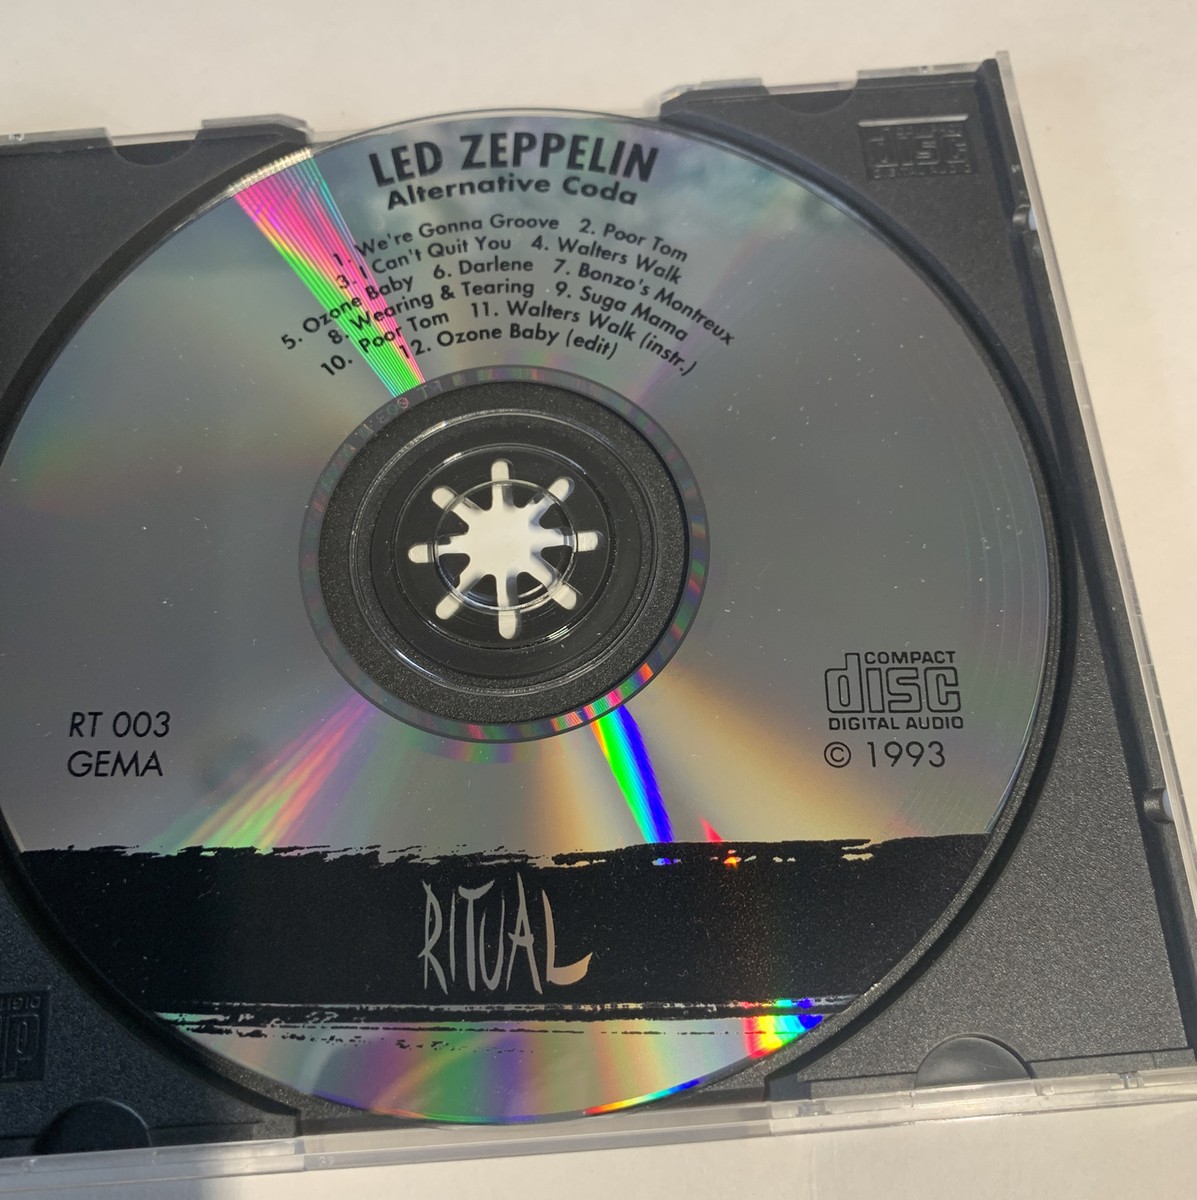 LED ZEPPELIN
Alternative Coda
1. We're Gonna Groove 2. Poor Tom
3. I Can't Quit You 4. Walters Walk
5. Ozone Baby 6. Darlene 7. Bonzo's Montreux
8. Wearing & Tearing 9. Suga Mama
10. Poor Tom 11. Walters Walk (instr.)
12. Ozone Baby (edit)
RT 003
GEMA
COMPACT
disc
DIGITAL AUDIO
© 1993
RITUAL
disc